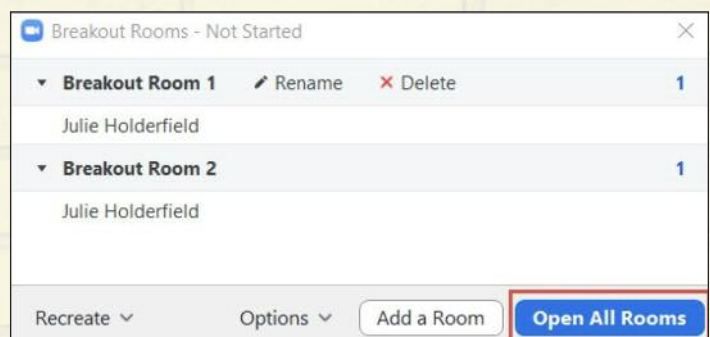 Breakout Rooms - Not Started
Breakout Room 1 Rename Delete 1
Julie Holderfield
Breakout Room 2 1
Julie Holderfield
Recreate Options Add a Room Open All Rooms